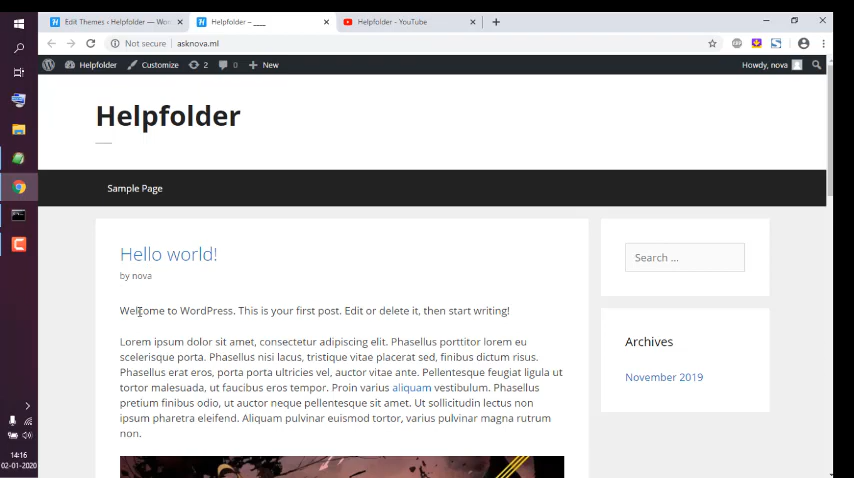 Edit Themes ‹ Helpfolder — Wor
Helpfolder – ___
Helpfolder - YouTube
Not secure
asknova.ml
Helpfolder
Customize
2
0
New
Howdy, nova
Helpfolder
Sample Page
Hello world!
by nova
Welcome to WordPress. This is your first post. Edit or delete it, then start writing!
Lorem ipsum dolor sit amet, consectetur adipiscing elit. Phasellus porttitor lorem eu
scelerisque porta. Phasellus nisi lacus, tristique vitae placerat sed, finibus dictum risus.
Phasellus erat eros, porta porta ultricies vel, auctor vitae ante. Pellentesque feugiat ligula ut
tortor malesuada, ut faucibus eros tempor. Proin varius aliquam vestibulum. Phasellus
pretium finibus odio, ut auctor neque pellentesque sit amet. Ut sollicitudin lectus non
ipsum pharetra eleifend. Aliquam pulvinar euismod tortor, varius pulvinar magna rutrum
non.
Search …
Archives
November 2019
14:16
02-01-2020